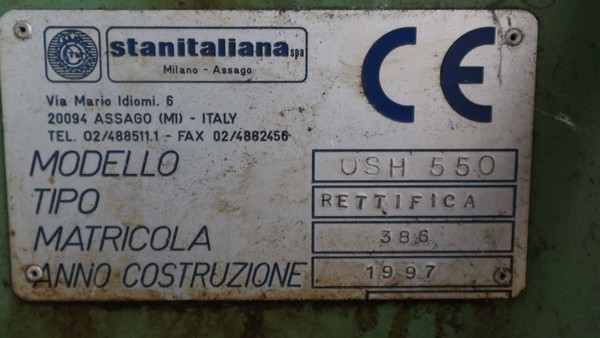 stanitaliana spa
Milano - Assago
CE
Via Mario Idiomi. 6
20094 ASSAGO (MI) - ITALY
TEL. 02/488511.1 - FAX 02/4882456
MODELLO USH 550
TIPO RETTIFICA
MATRICOLA 386
ANNO COSTRUZIONE 1997